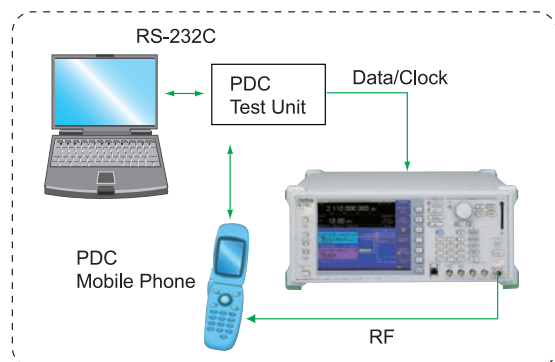 RS-232C
PDC
Test Unit
Data/Clock
PDC
Mobile Phone
RF